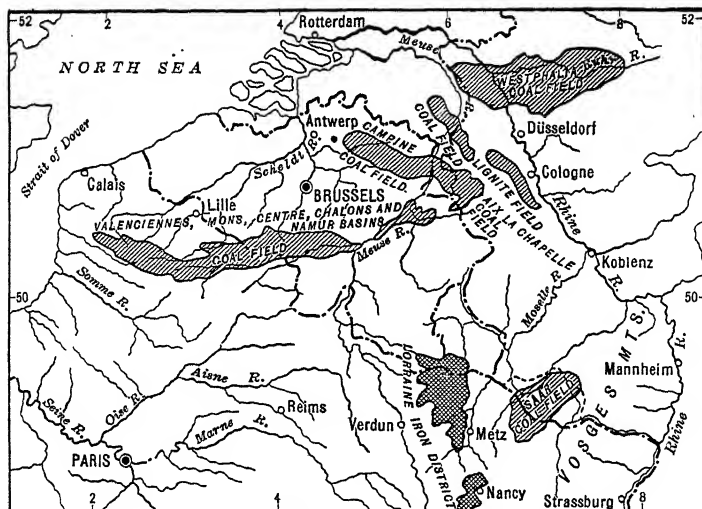 52
2
4
6
8
52
Rotterdam
Meuse
R.
NORTH SEA
WESTPHALIA
COAL FIELD
Strait of Dover
Antwerp
CAMPINE
COAL FIELD
COAL FIELD
R.
Düsseldorf
Scheldt R.
LIGNITE FIELD
Cologne
Calais
BRUSSELS
Lille
VALENCIENNES, MONS, CENTRE, CHALONS AND
NAMUR BASINS
COAL FIELD
AIX LA CHAPELLE
COAL
FIELD
Rhine
R.
Meuse R.
Koblenz
Somme R.
Moselle R.
50
50
VOSGES MTS.
Mannheim
R.
Rhine
Aisne R.
Oise R.
LORRAINE IRON DISTRICT
SAAR
COAL FIELD
Reims
Seine R.
Marne R.
Verdun
Metz
PARIS
Nancy
Strassburg
2
4
8